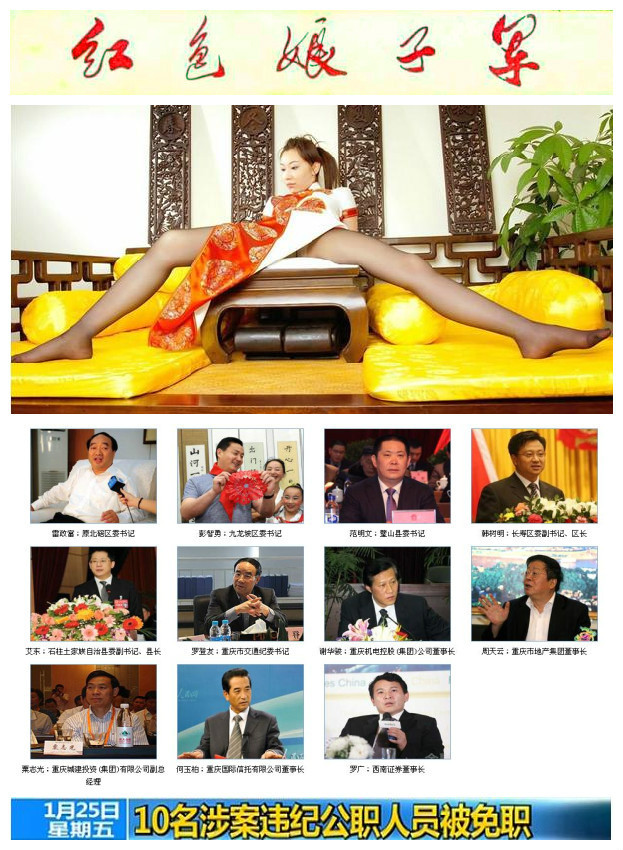 红色娘子军
雷政富：原北碚区委书记
彭智勇：九龙坡区委书记
范明文：璧山县委书记
韩树明：长寿区委副书记、区长
艾东：石柱土家族自治县委副书记、县长
罗登友：重庆市交通纪委书记
谢华骏：重庆机电控股(集团)公司董事长
周天云：重庆市地产集团董事长
粟志光：重庆城建投资(集团)有限公司副总
经理
何玉柏：重庆国际信托有限公司董事长
罗广：西南证券董事长
1月25日
星期五
10名涉案违纪公职人员被免职